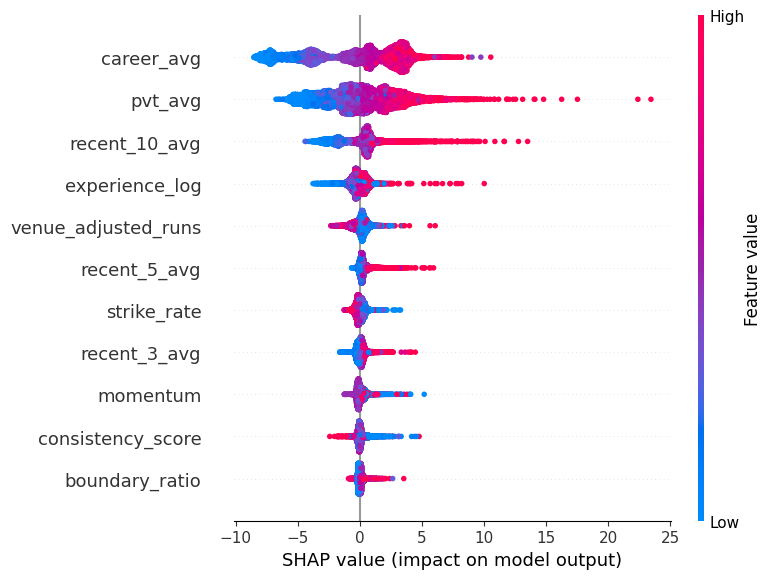 High
career_avg
pvt_avg
recent_10_avg
experience_log
venue_adjusted_runs
recent_5_avg
strike_rate
recent_3_avg
momentum
consistency_score
boundary_ratio
Feature value
Low
−10 −5 0 5 10 15 20 25
SHAP value (impact on model output)